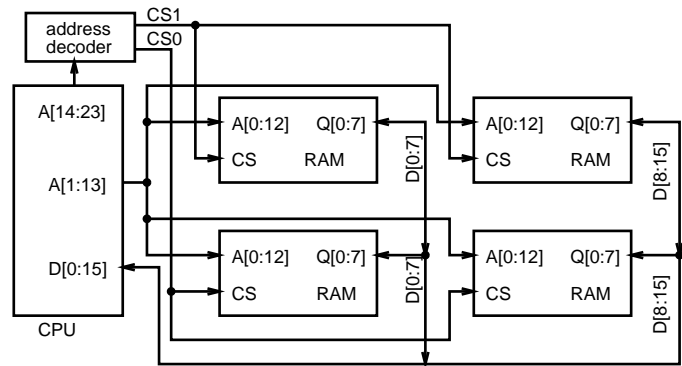 address
decoder
CS1
CS0
A[14:23]
A[1:13]
D[0:15]
CPU
A[0:12] Q[0:7]
CS RAM
D[0:7]
A[0:12] Q[0:7]
CS RAM
D[8:15]
A[0:12] Q[0:7]
CS RAM
D[0:7]
A[0:12] Q[0:7]
CS RAM
D[8:15]